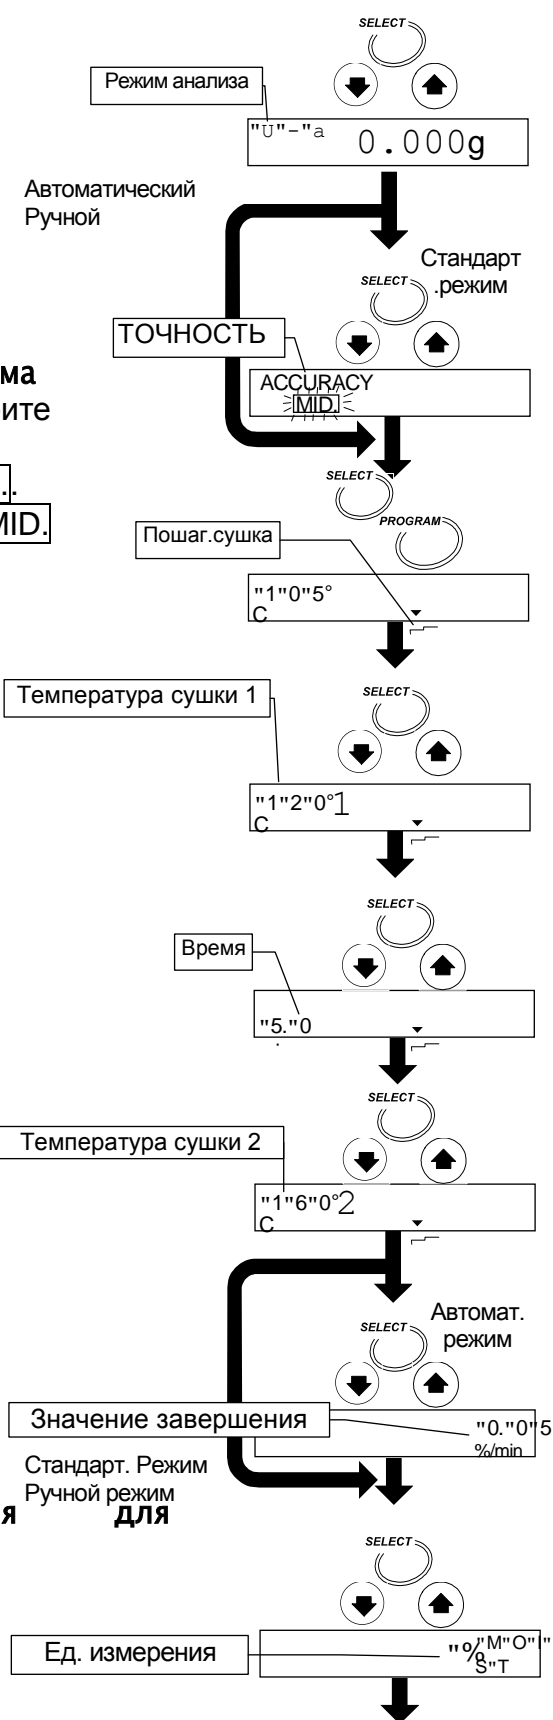 SELECT
Режим анализа
"U"-"a 0.000g
Автоматический
Ручной
Стандарт
.режим
SELECT
ТОЧНОСТЬ
ACCURACY
MID.
ма
ите
..
MID.
SELECT
PROGRAM
Пошаг.сушка
"1"0"5°
C
SELECT
Температура сушки 1
"1"2"0°1
C
SELECT
Время
"5."0
.
SELECT
Температура сушки 2
"1"6"0°2
C
Автомат.
режим
SELECT
Значение завершения
"0."0"5
%/min
Стандарт. Режим
Ручной режим
я для
SELECT
Ед. измерения
"%"M"O"I"
S"T